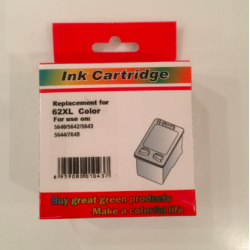 Ink Cartridge
Replacement for
62XL Color
For use on:
5640/5642/5643
5644/7640
Buy great green products
Make a colorful life